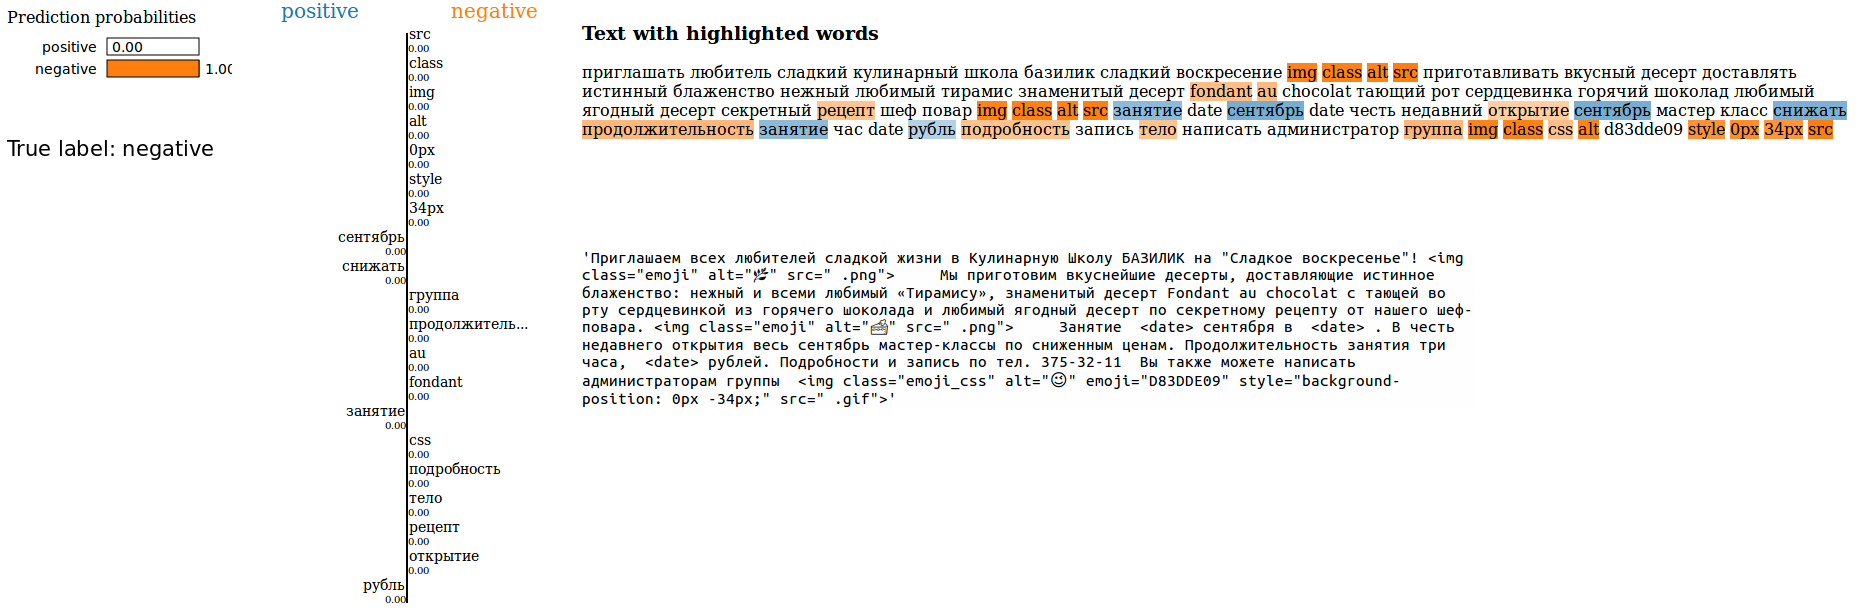 Prediction probabilities
positive 0.00
negative 1.00
True label: negative
positive negative
src
0.00
class
0.00
img
0.00
alt
0.00
0px
0.00
style
0.00
34px
0.00
сентябрь
0.00
снижать
0.00
группа
0.00
продолжитель...
0.00
au
0.00
fondant
0.00
занятие
0.00
css
0.00
подробность
0.00
тело
0.00
рецепт
0.00
открытие
0.00
рубль
0.00
Text with highlighted words
приглашать любитель сладкий кулинарный школа базилик сладкий воскресение img class alt src приготавливать вкусный десерт доставлять
истинный блаженство нежный любимый тирамис знаменитый десерт fondant au chocolat тающий рот сердцевинка горячий шоколад любимый
ягодный десерт секретный рецепт шеф повар img class alt src занятие date сентябрь date честь недавний открытие сентябрь мастер класс снижать
продолжительность занятие час date рубль подробность запись тело написать администратор группа img class css alt d83dde09 style 0px 34px src
'Приглашаем всех любителей сладкой жизни в Кулинарную Школу БАЗИЛИК на "Сладкое воскресенье"! <img
class="emoji" alt="🌿" src=" .png"> Мы приготовим вкуснейшие десерты, доставляющие истинное
блаженство: нежный и всеми любимый «Тирамису», знаменитый десерт Fondant au chocolat с тающей во
рту сердцевинкой из горячего шоколада и любимый ягодный десерт по секретному рецепту от нашего шеф-
повара. <img class="emoji" alt="🍰" src=" .png"> Занятие <date> сентября в <date> . В честь
недавнего открытия весь сентябрь мастер-классы по сниженным ценам. Продолжительность занятия три
часа, <date> рублей. Подробности и запись по тел. 375-32-11 Вы также можете написать
администраторам группы <img class="emoji_css" alt="😉" emoji="D83DDE09" style="background-
position: 0px -34px;" src=" .gif">'